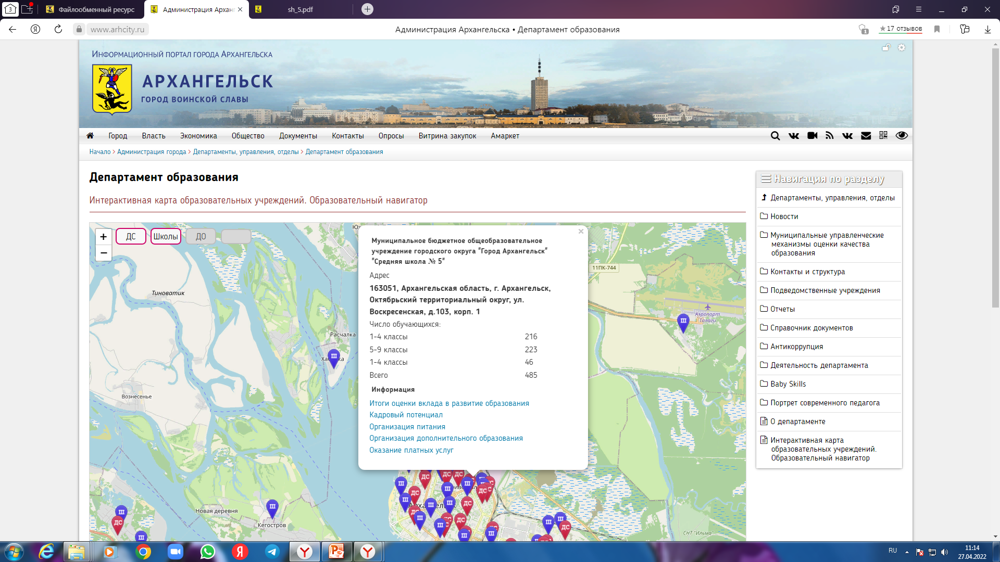 3
Файлообменный ресурс
Администрация Арханг
sh_5.pdf
www.arhcity.ru
Администрация Архангельска • Департамент образования
1
★17 отзывов
Информационный портал города Архангельска
АРХАНГЕЛЬСК
ГОРОД ВОИНСКОЙ СЛАВЫ
Город Власть Экономика Общество Документы Контакты Опросы Витрина закупок Амаркет
Начало > Администрация города > Департаменты, управления, отделы > Департамент образования
Департамент образования
Интерактивная карта образовательных учреждений. Образовательный навигатор
+ ДС Школы ДО
−
Муниципальное бюджетное общеобразовательное
учреждение городского округа "Город Архангельск"
"Средняя школа № 5"
Адрес
163051, Архангельская область, г. Архангельск,
Октябрьский территориальный округ, ул.
Воскресенская, д.103, корп. 1
Число обучающихся:
1-4 классы 216
5-9 классы 223
1-4 классы 46
Всего 485
Информация
Итоги оценки вклада в развитие образования
Кадровый потенциал
Организация питания
Организация дополнительного образования
Оказание платных услуг
11ПК-744
Тиноватик
Аэропорт
Талаги
Расчалка
Вознесенье
Новая деревня
Кегостров
СНТ "Ильма"
Навигация по разделу
Департаменты, управления, отделы
Новости
Муниципальные управленческие
механизмы оценки качества
образования
Контакты и структура
Подведомственные учреждения
Отчеты
Справочник документов
Антикоррупция
Деятельность департамента
Baby Skills
Портрет современного педагога
О департаменте
Интерактивная карта
образовательных учреждений.
Образовательный навигатор
RU
11:14
27.04.2022